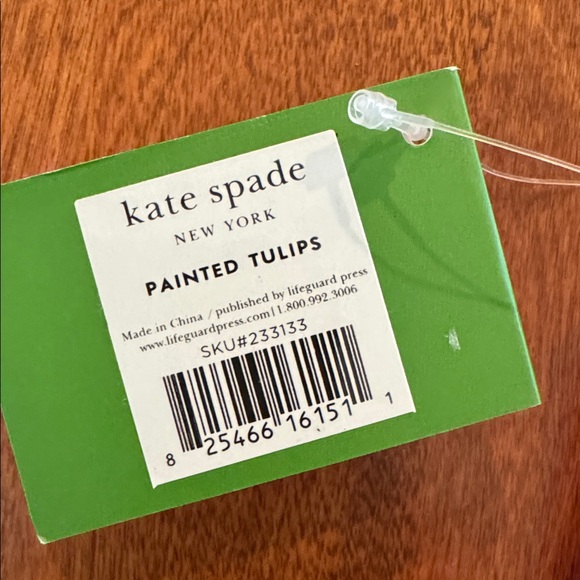 kate spade
NEW YORK
PAINTED TULIPS
Made in China / published by lifeguard press
www.lifeguardpress.com | 1.800.992.3006
SKU#233133
8 25466 16151 1